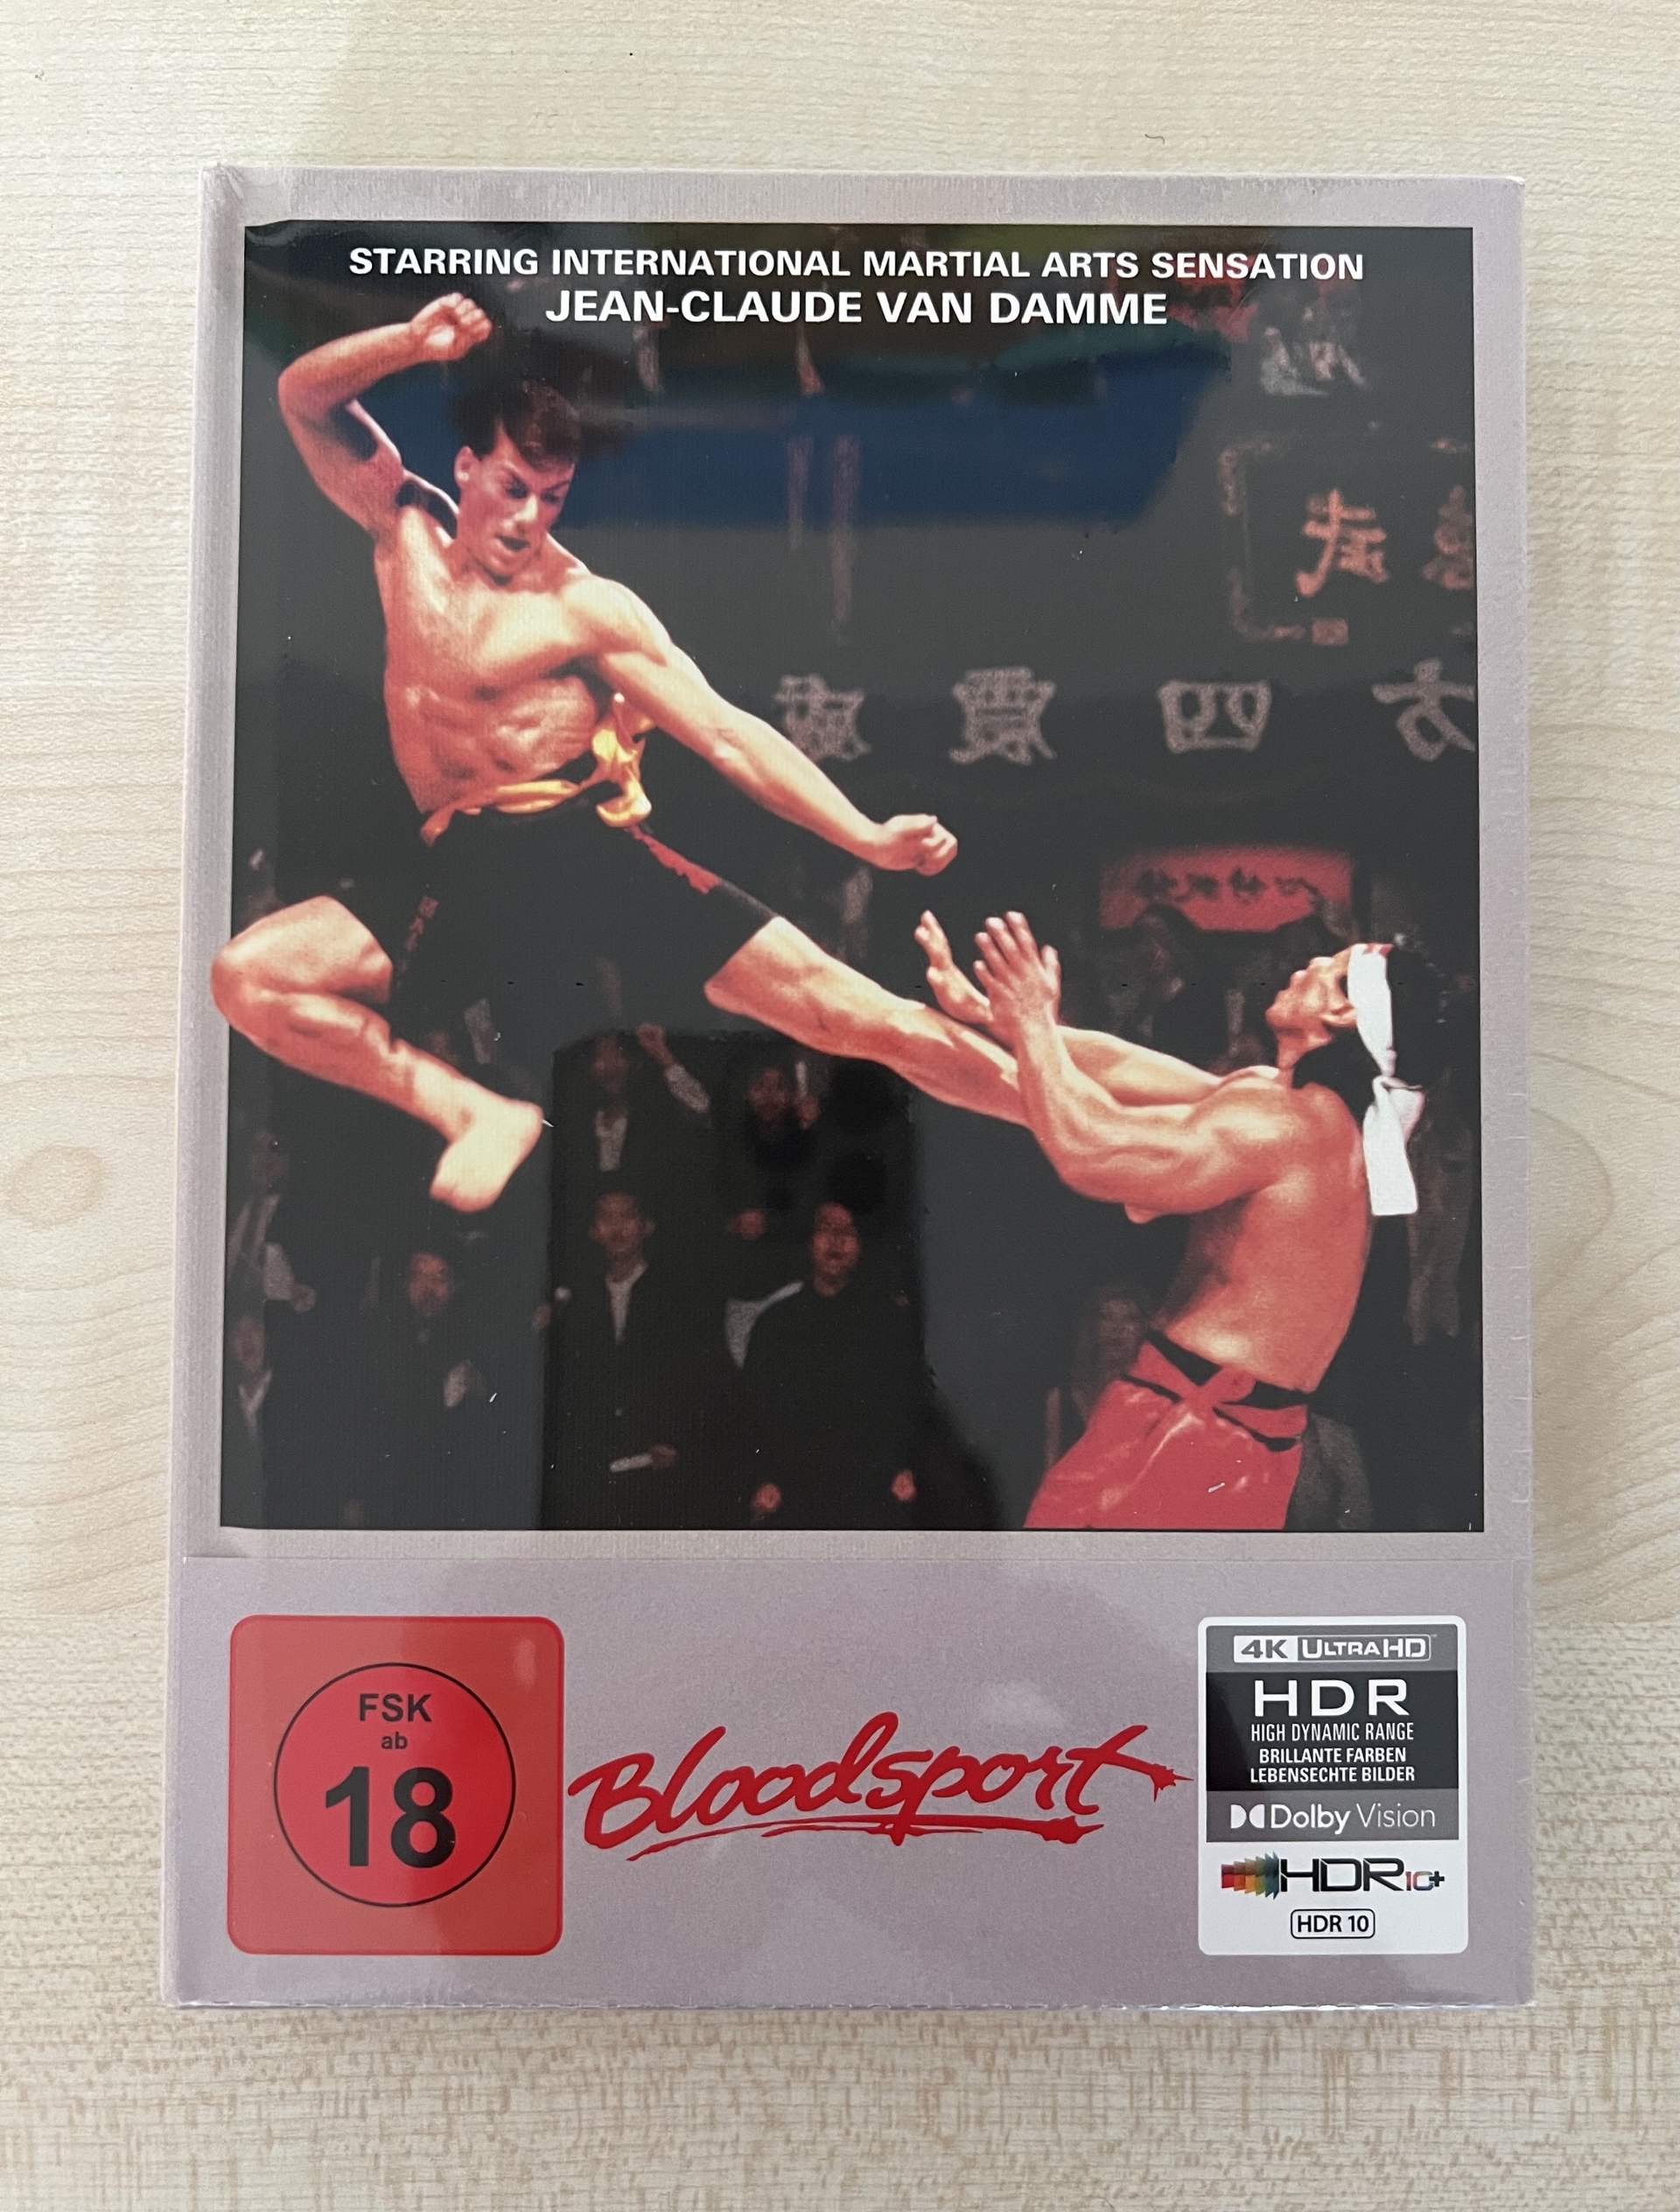 STARRING INTERNATIONAL MARTIAL ARTS SENSATION
JEAN-CLAUDE VAN DAMME
四
FSK
ab
18
Bloodsport
4K ULTRA HD
HDR
HIGH DYNAMIC RANGE
BRILLANTE FARBEN
LEBENSECHTE BILDER
Dolby Vision
HDR10+
HDR 10